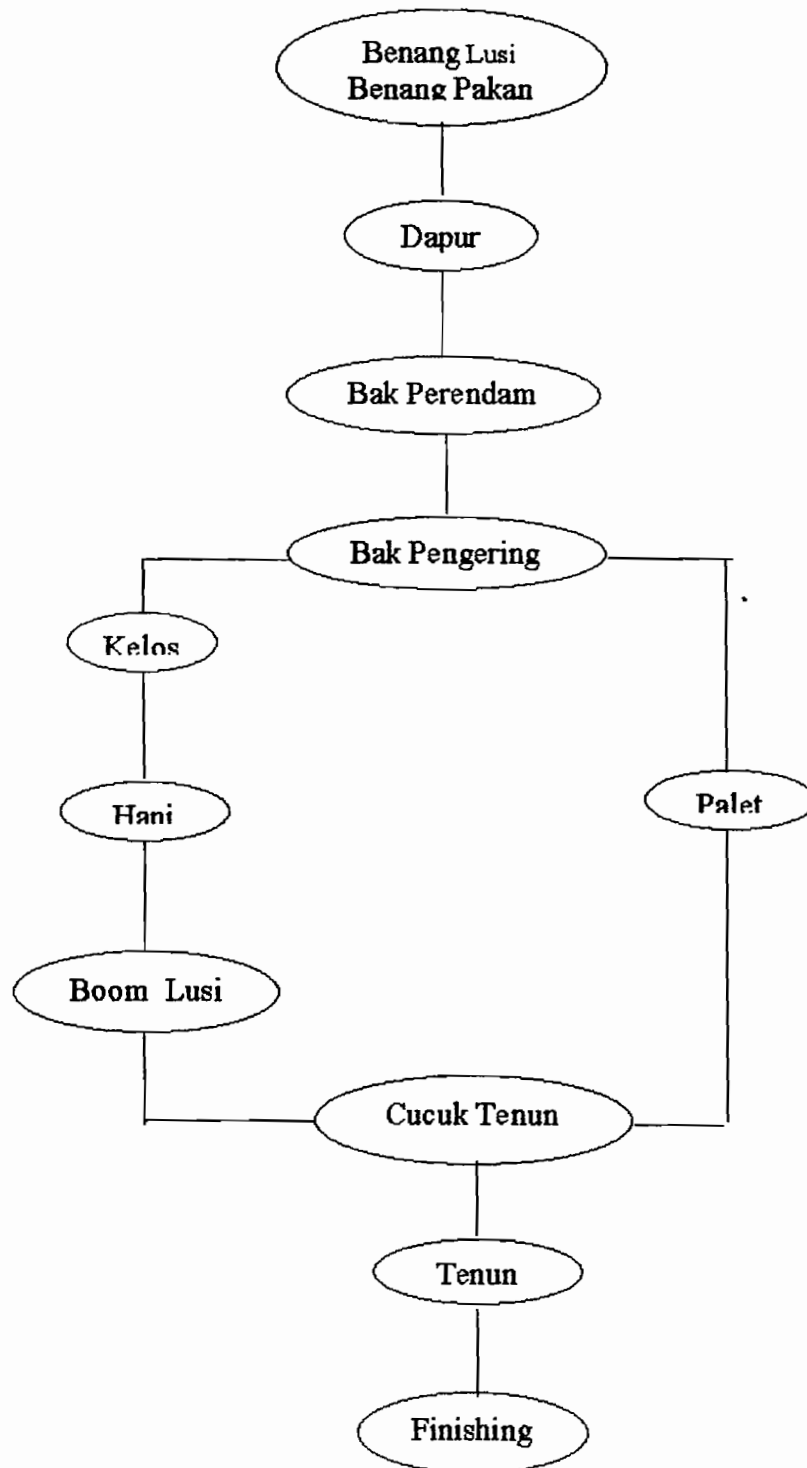 Benang Lusi
Benang Pakan
Dapur
Bak Perendam
Bak Pengering
Kelos
Hani
Palet
Boom Lusi
Cucuk Tenun
Tenun
Finishing